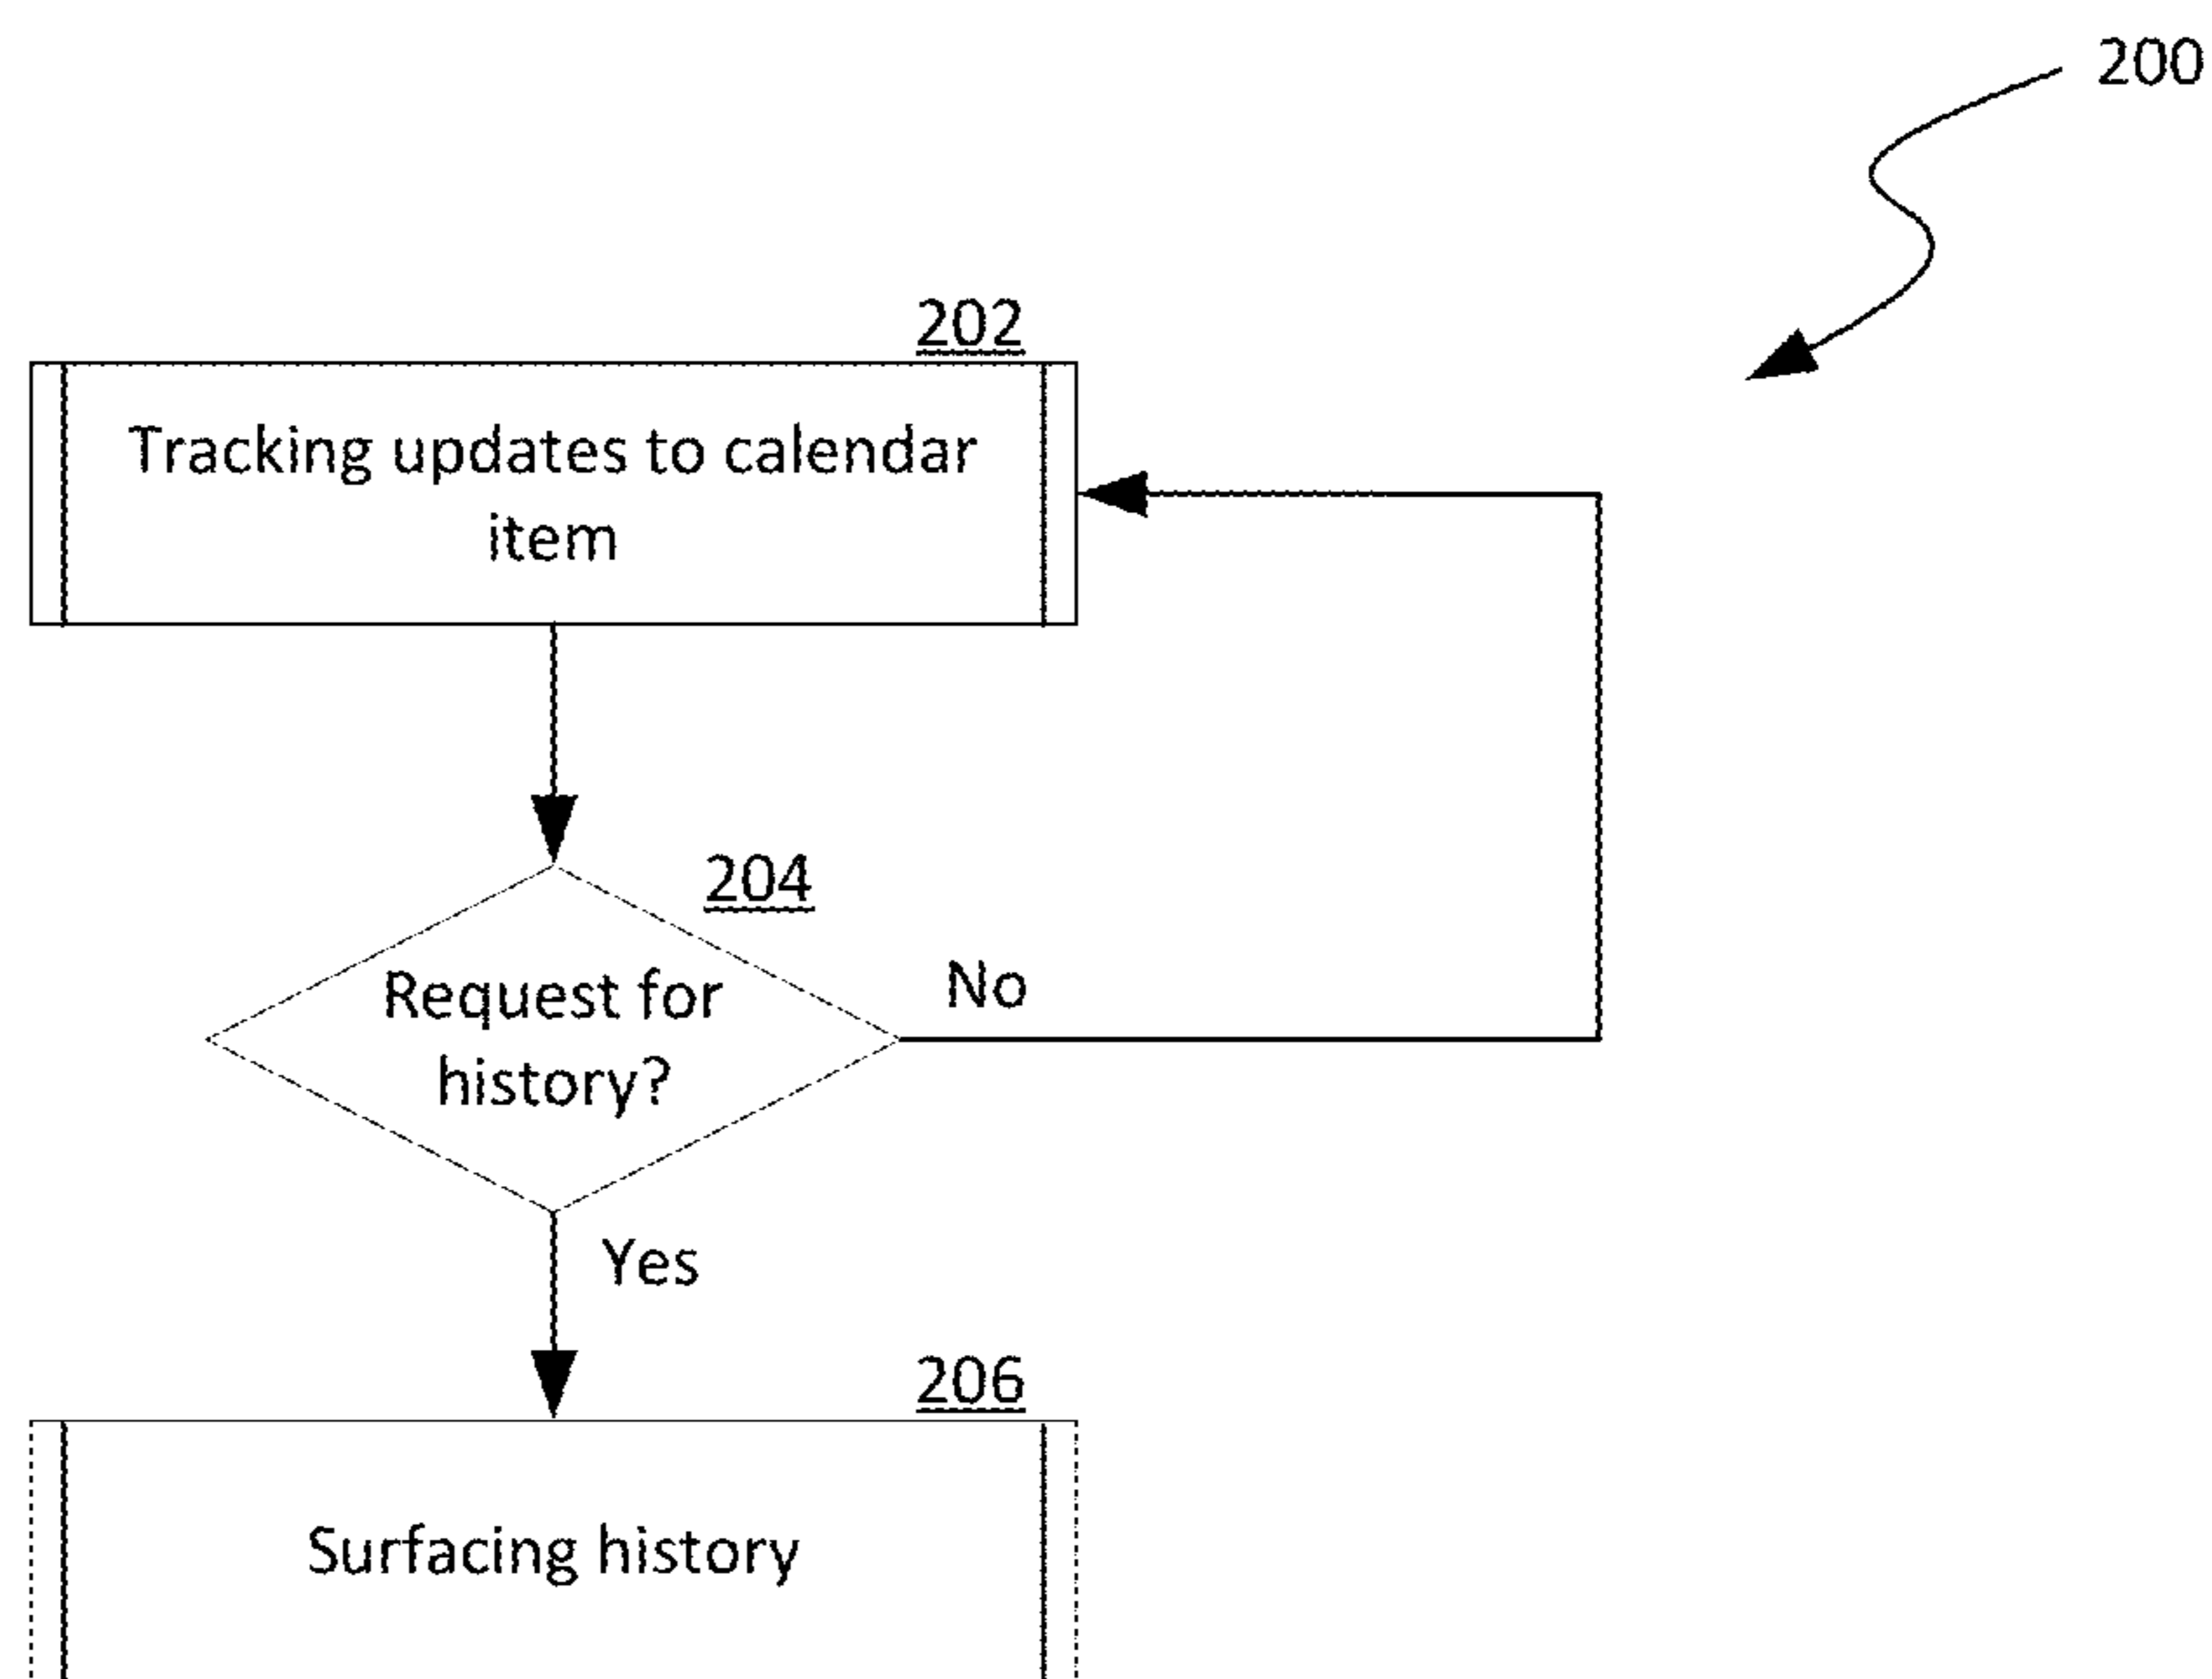 200
202
Tracking updates to calendar
item
204
Request for
history?
No
Yes
206
Surfacing history